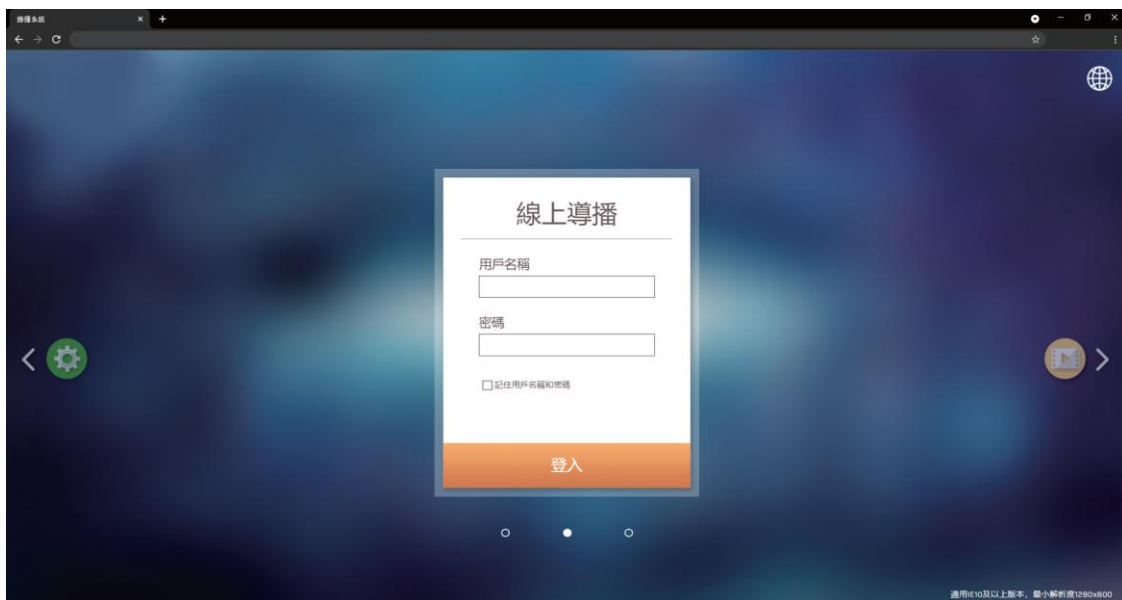 錄播系統
線上導播
用戶名稱
密碼
記住用戶名稱和密碼
登入
適用IE10及以上版本，最小解析度1280x800